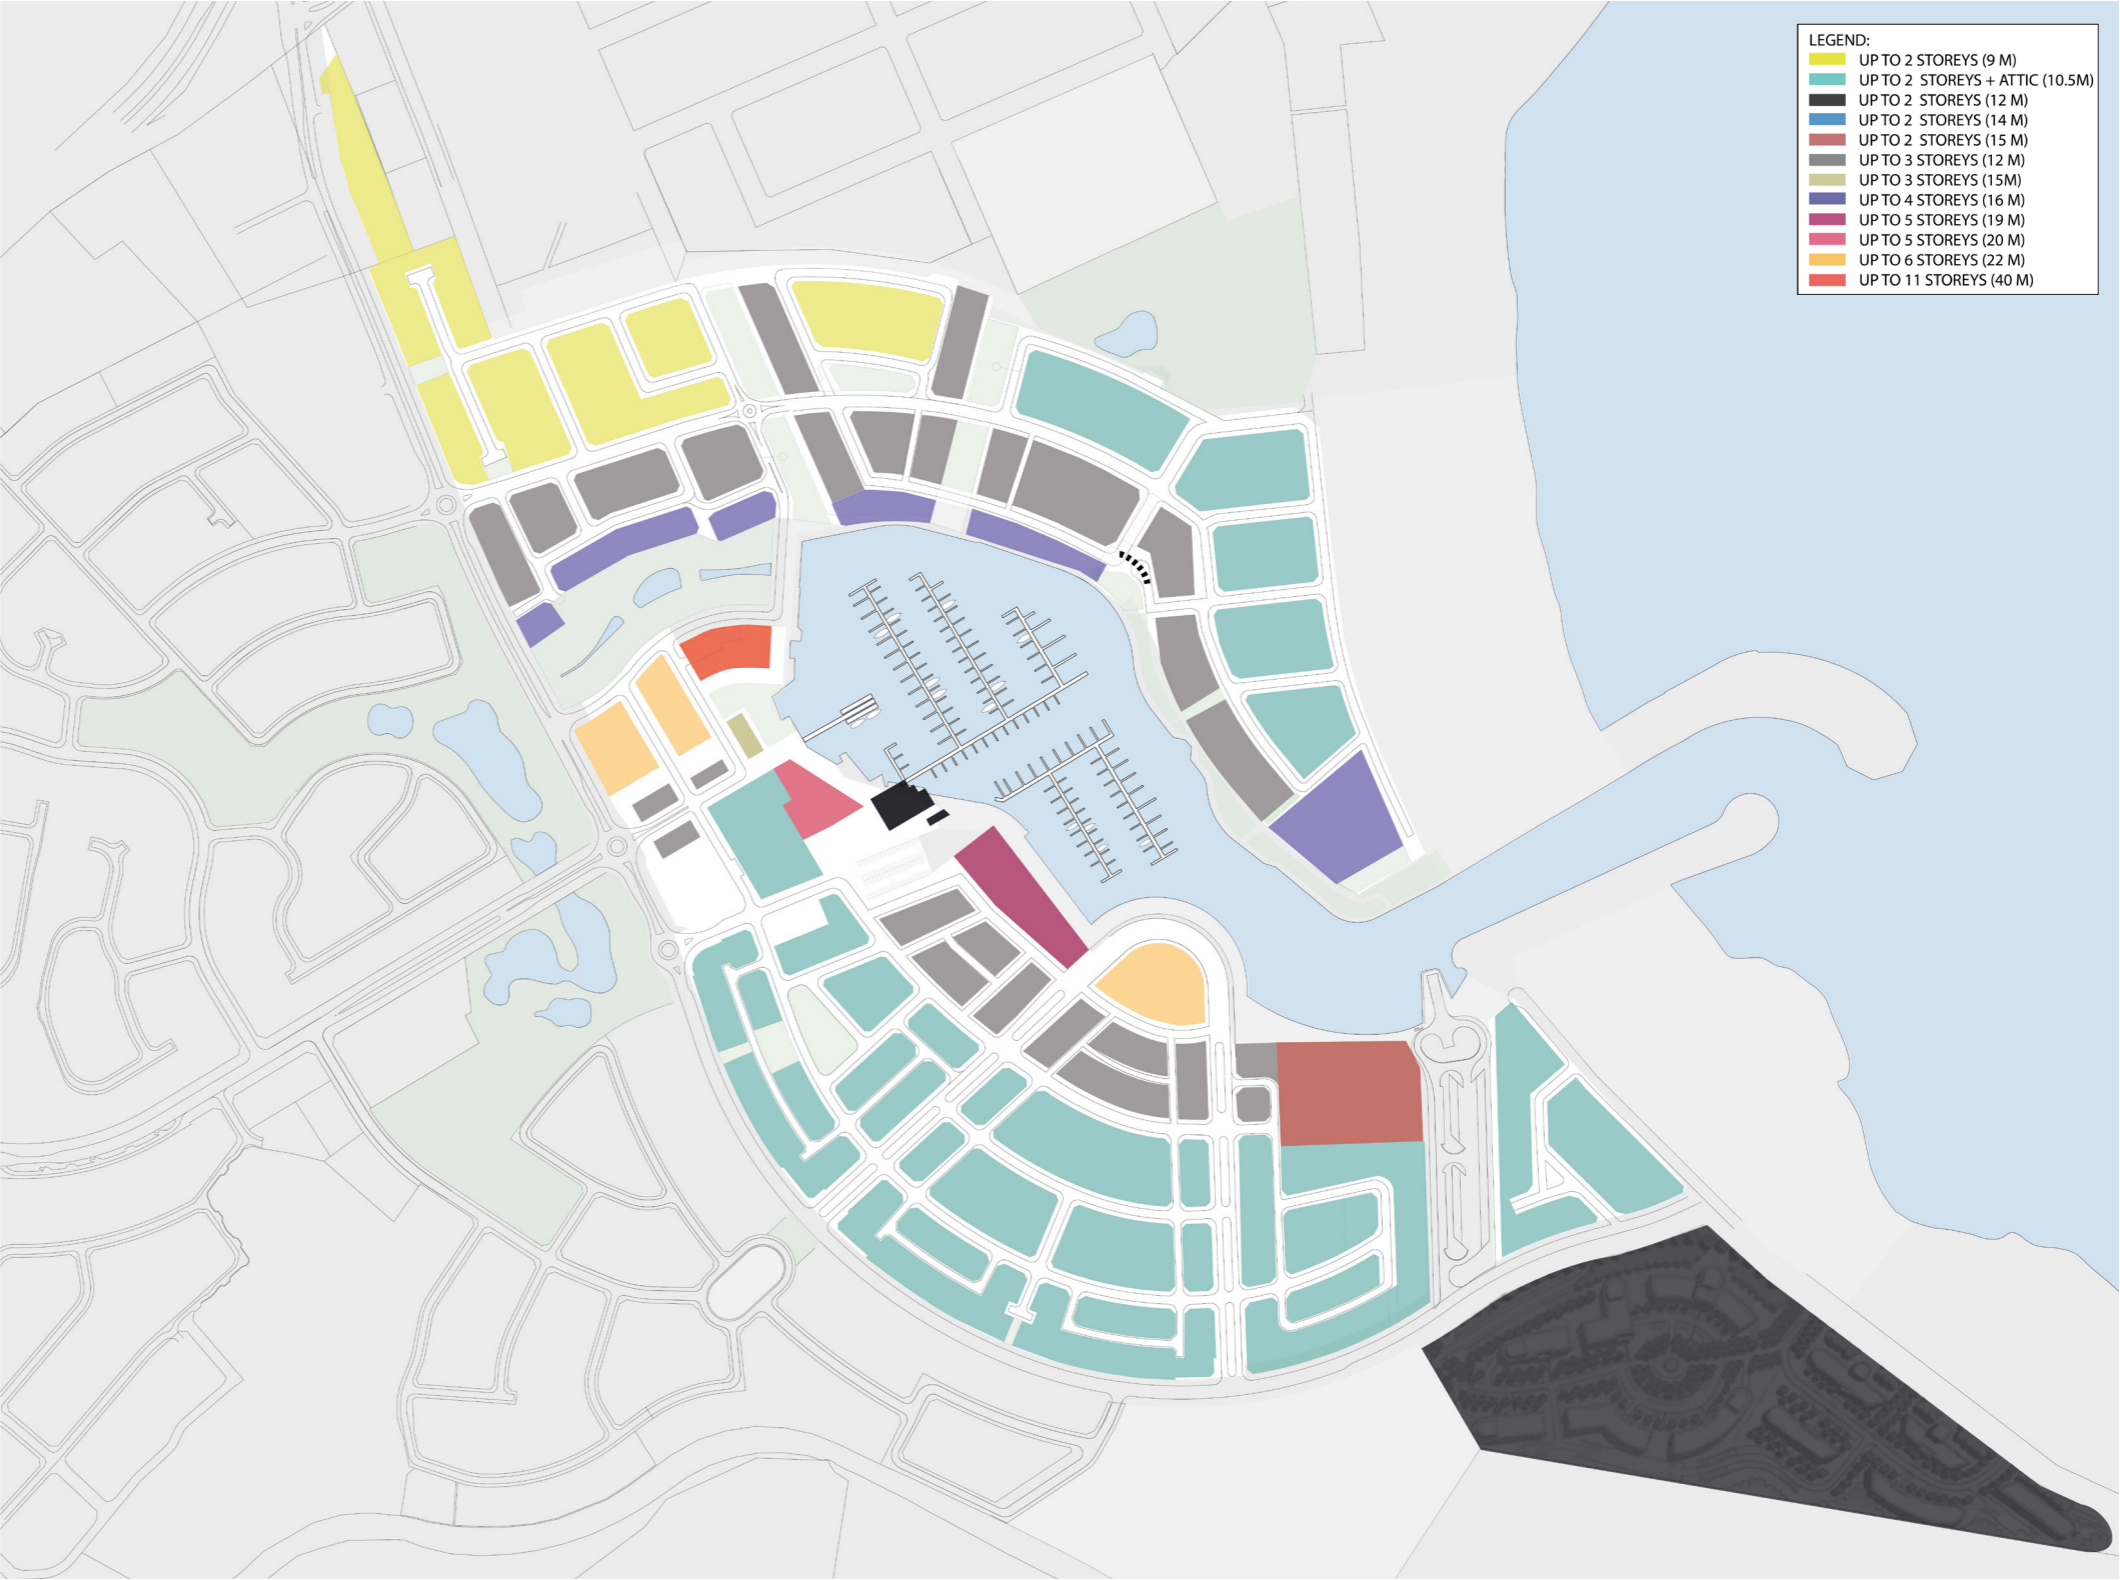 LEGEND:
UP TO 2 STOREYS (9 M)
UP TO 2 STOREYS + ATTIC (10.5M)
UP TO 2 STOREYS (12 M)
UP TO 2 STOREYS (14 M)
UP TO 2 STOREYS (15 M)
UP TO 3 STOREYS (12 M)
UP TO 3 STOREYS (15M)
UP TO 4 STOREYS (16 M)
UP TO 5 STOREYS (19 M)
UP TO 5 STOREYS (20 M)
UP TO 6 STOREYS (22 M)
UP TO 11 STOREYS (40 M)